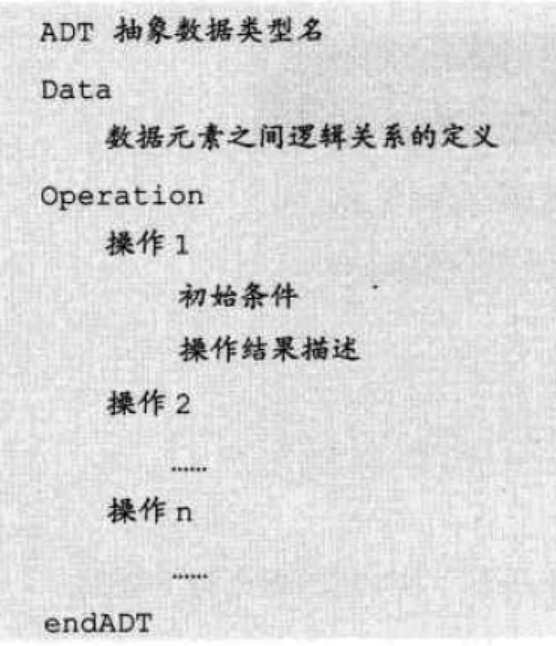 ADT 抽象数据类型名
Data
数据元素之间逻辑关系的定义
Operation
操作1
初始条件
操作结果描述
操作2
......
操作n
......
endADT